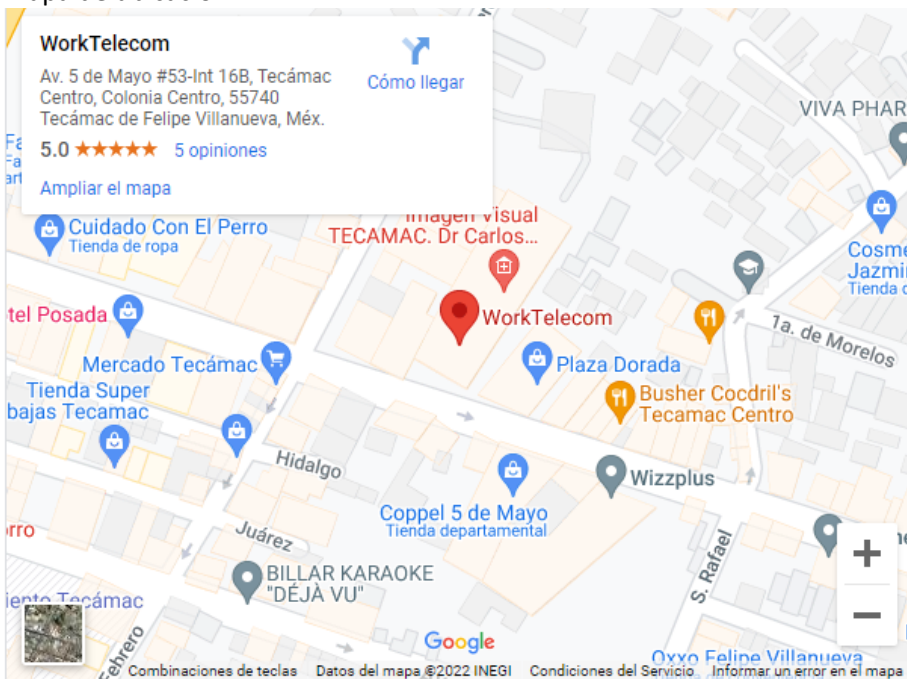 WorkTelecom
Av. 5 de Mayo #53-Int 16B, Tecámac
Centro, Colonia Centro, 55740
Tecámac de Felipe Villanueva, Méx.
5.0 ★★★★★ 5 opiniones
Ampliar el mapa
Cómo llegar
VIVA PHAR
Cuidado Con El Perro
Tienda de ropa
Imagen Visual
TECAMAC. Dr Carlos...
Cosme
Jazmi
Tienda
tel Posada
WorkTelecom
1a. de Morelos
Mercado Tecámac
Plaza Dorada
Tienda Super
bajas Tecamac
Busher Cocdril's
Tecamac Centro
Hidalgo
Wizzplus
Coppel 5 de Mayo
Tienda departamental
Juárez
rro
BILLAR KARAOKE
"DÉJÀ VU"
S. Rafael
iento Tecámac
ebrero
Google
Oxxo Felipe Villanueva
Combinaciones de teclas Datos del mapa ©2022 INEGI Condiciones del Servicio Informar un error en el mapa